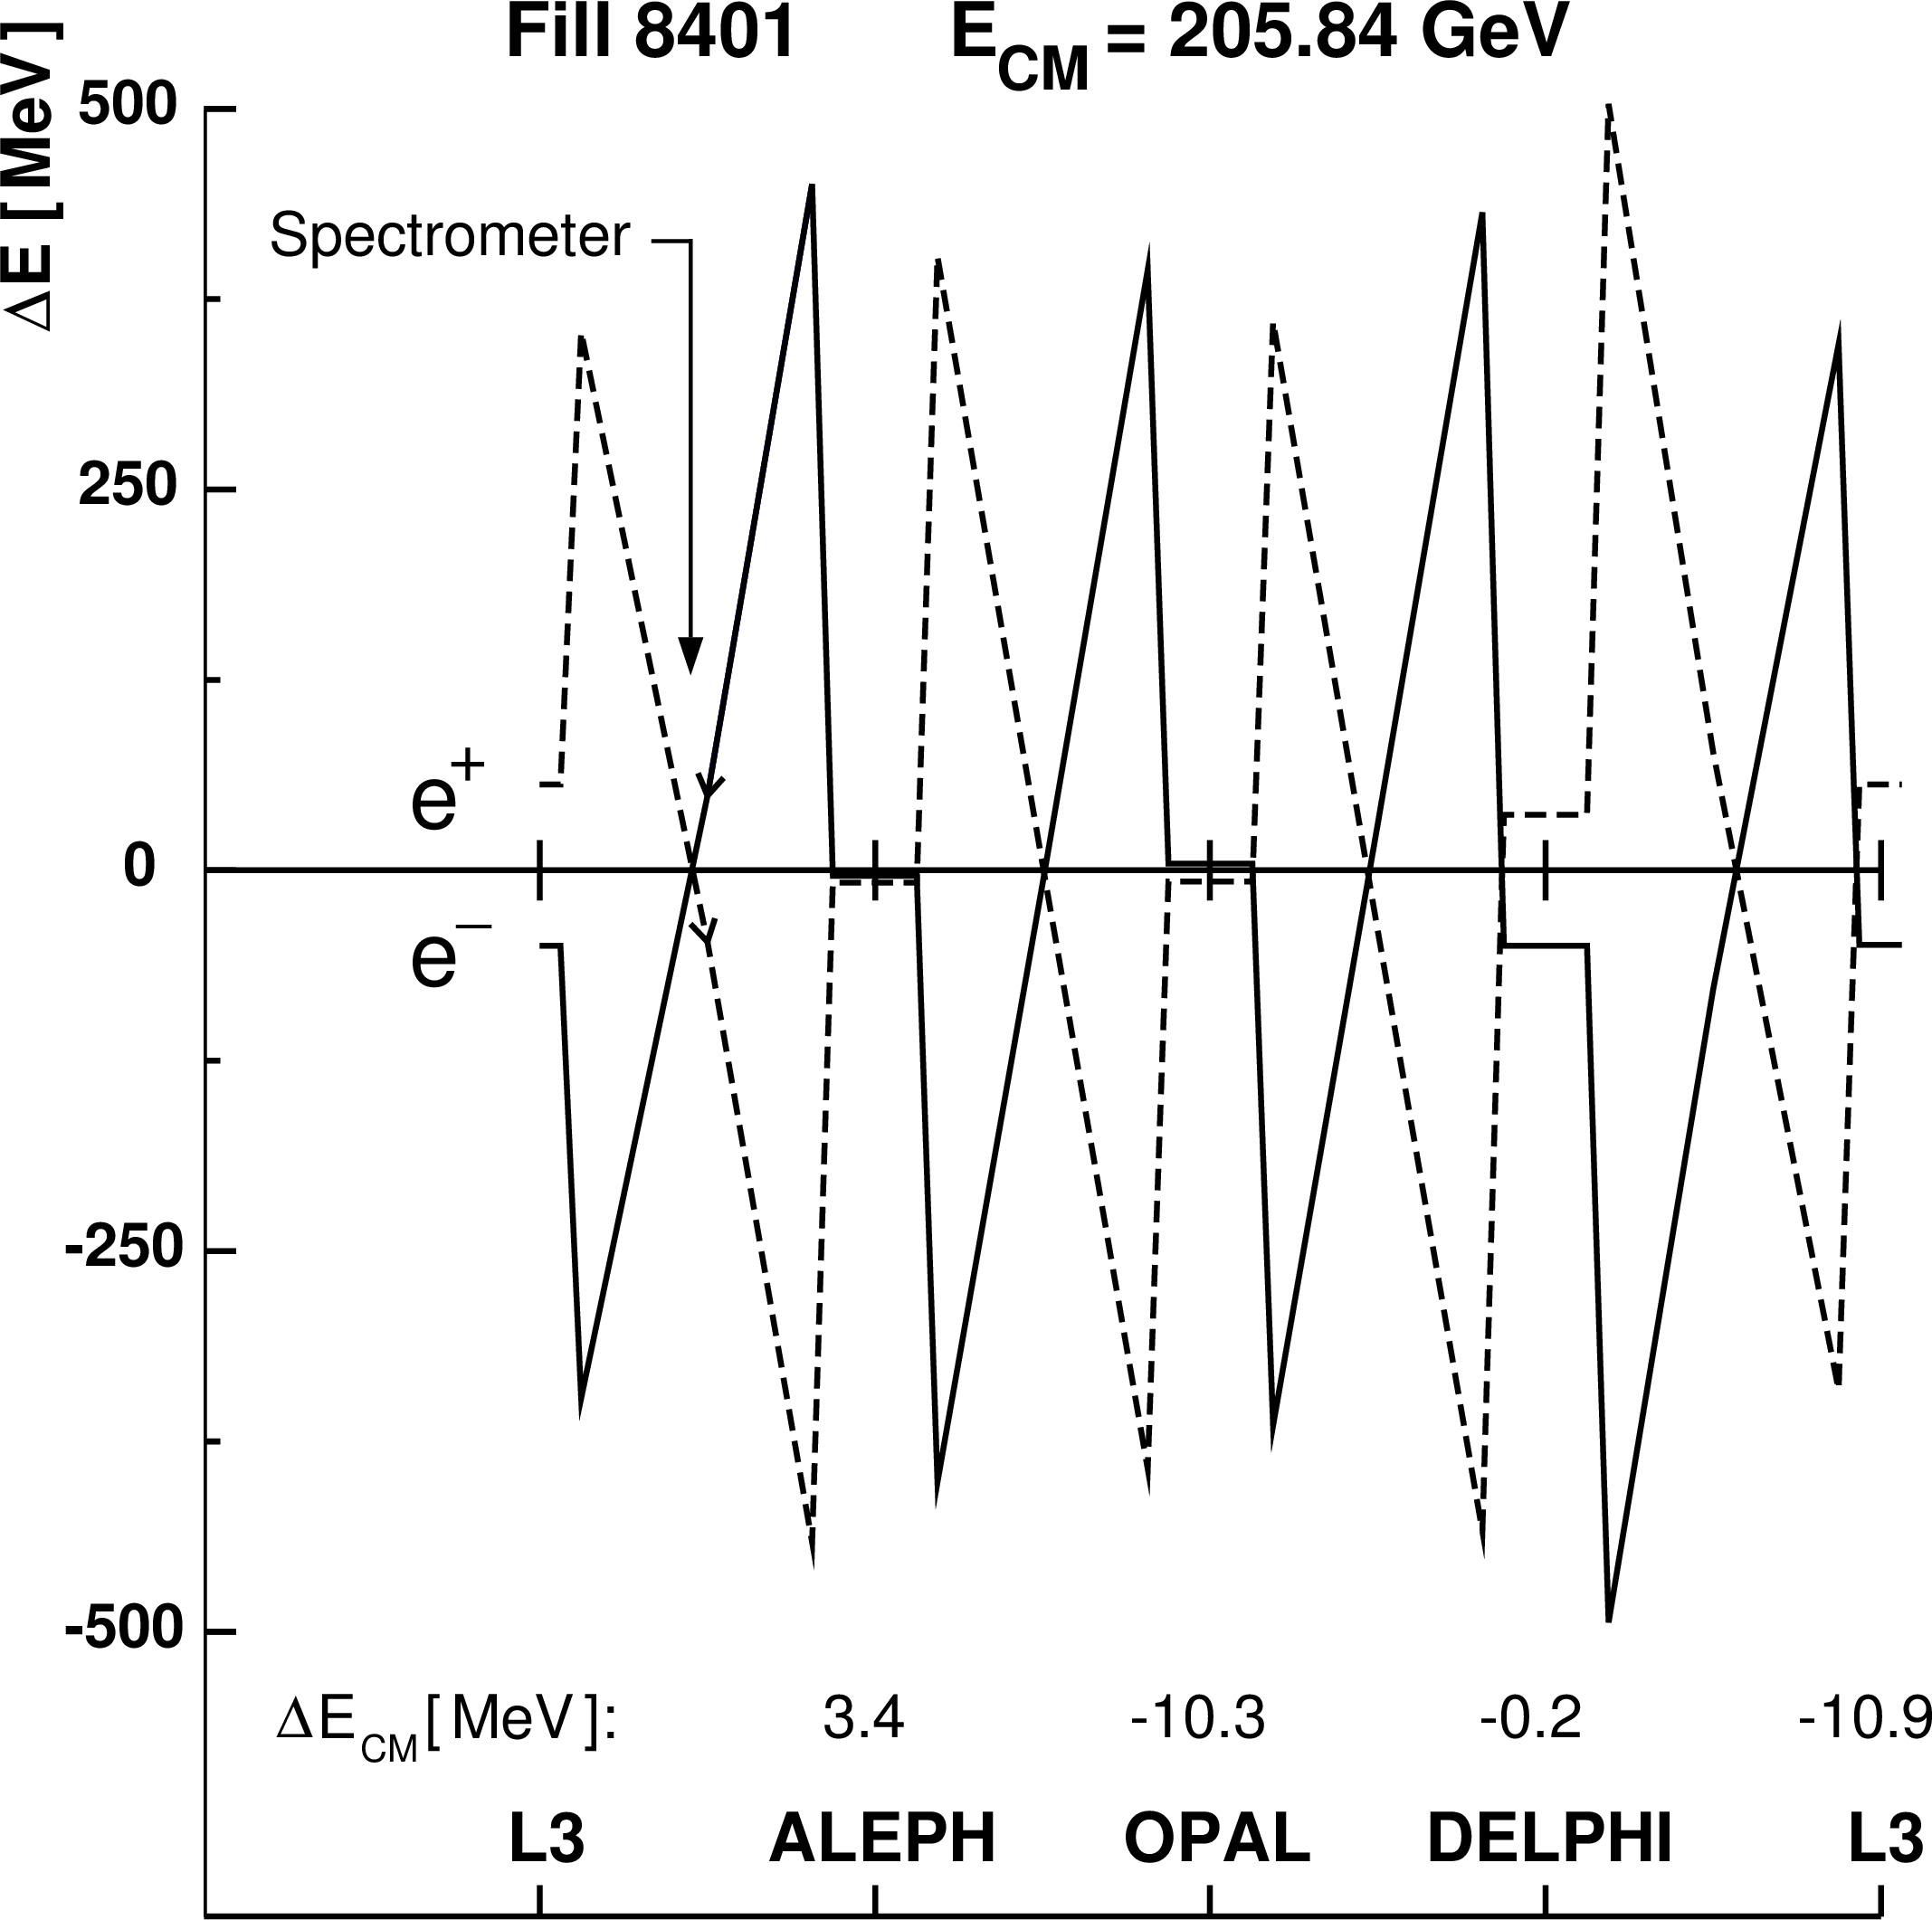 Fill 8401 E_CM = 205.84 GeV
ΔE [MeV]
500
Spectrometer
250
e⁺
0
e⁻
-250
-500
ΔE_CM [MeV]: 3.4 -10.3 -0.2 -10.9
L3 ALEPH OPAL DELPHI L3